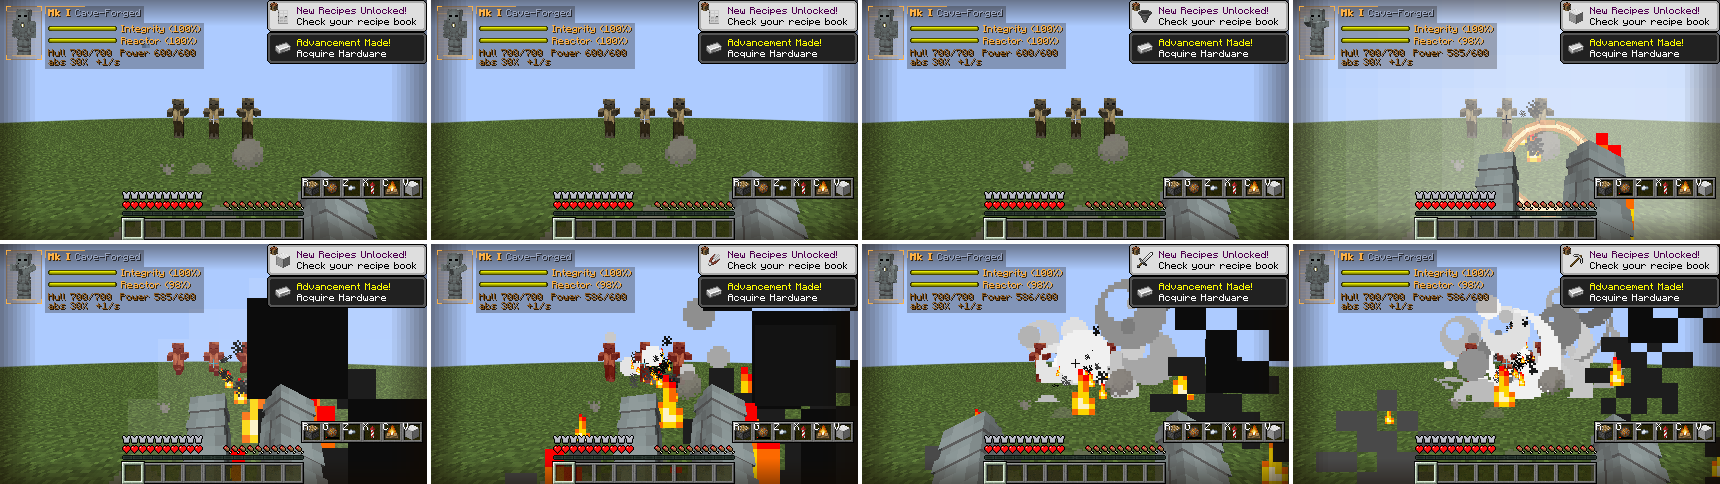 Mk I Cave-Forged
Integrity (100%)
Reactor (100%)
Hull 700/700 Power 600/600
abs 30% +1/s
New Recipes Unlocked!
Check your recipe book
Advancement Made!
Acquire Hardware
R G Z X C V
Mk I Cave-Forged
Integrity (100%)
Reactor (100%)
Hull 700/700 Power 600/600
abs 30% +1/s
New Recipes Unlocked!
Check your recipe book
Advancement Made!
Acquire Hardware
R G Z X C V
Mk I Cave-Forged
Integrity (100%)
Reactor (100%)
Hull 700/700 Power 600/600
abs 30% +1/s
New Recipes Unlocked!
Check your recipe book
Advancement Made!
Acquire Hardware
R G Z X C V
Mk I Cave-Forged
Integrity (100%)
Reactor (98%)
Hull 700/700 Power 585/600
abs 30% +1/s
New Recipes Unlocked!
Check your recipe book
Advancement Made!
Acquire Hardware
R G Z X C V
Mk I Cave-Forged
Integrity (100%)
Reactor (98%)
Hull 700/700 Power 585/600
abs 30% +1/s
New Recipes Unlocked!
Check your recipe book
Advancement Made!
Acquire Hardware
R G Z X C V
Mk I Cave-Forged
Integrity (100%)
Reactor (98%)
Hull 700/700 Power 586/600
abs 30% +1/s
New Recipes Unlocked!
Check your recipe book
Advancement Made!
Acquire Hardware
R G Z X C V
Mk I Cave-Forged
Integrity (100%)
Reactor (98%)
Hull 700/700 Power 586/600
abs 30% +1/s
New Recipes Unlocked!
Check your recipe book
Advancement Made!
Acquire Hardware
R G Z X C V
Mk I Cave-Forged
Integrity (100%)
Reactor (98%)
Hull 700/700 Power 586/600
abs 30% +1/s
New Recipes Unlocked!
Check your recipe book
Advancement Made!
Acquire Hardware
R G Z X C V